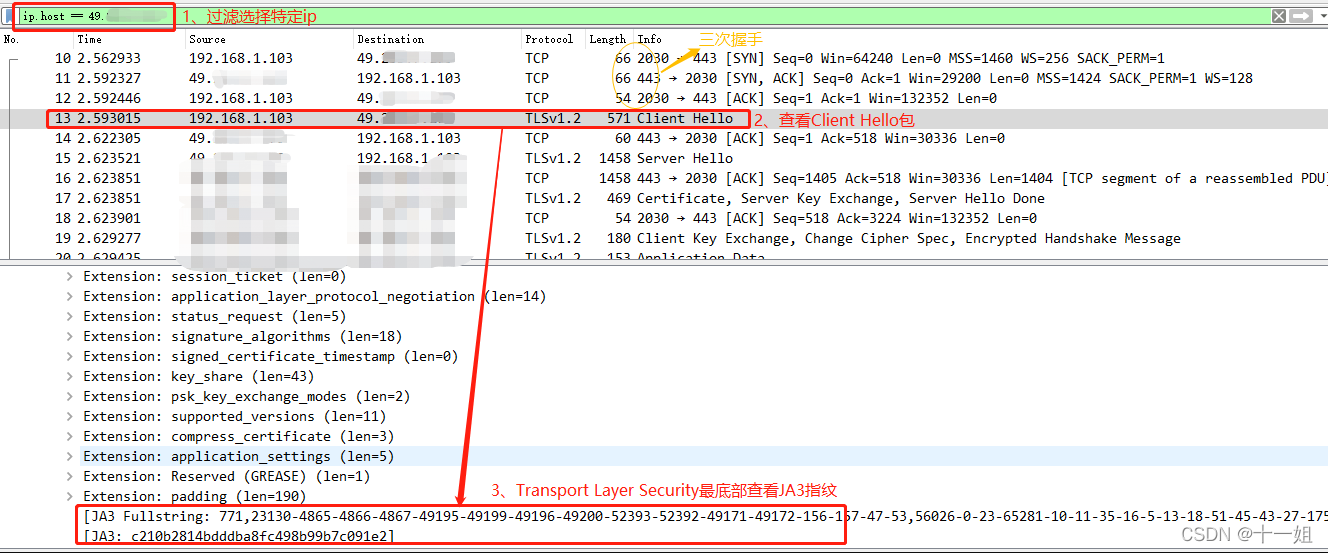 ip.host == 49.
1、过滤选择特定ip
No. Time Source Destination Protocol Length Info
三次握手
10 2.562933 192.168.1.103 49. TCP 66 2030 → 443 [SYN] Seq=0 Win=64240 Len=0 MSS=1460 WS=256 SACK_PERM=1
11 2.592327 49. 192.168.1.103 TCP 66 443 → 2030 [SYN, ACK] Seq=0 Ack=1 Win=29200 Len=0 MSS=1424 SACK_PERM=1 WS=128
12 2.592446 192.168.1.103 49. TCP 54 2030 → 443 [ACK] Seq=1 Ack=1 Win=132352 Len=0
13 2.593015 192.168.1.103 49. TLSv1.2 571 Client Hello
2、查看Client Hello包
14 2.622305 49. 192.168.1.103 TCP 60 443 → 2030 [ACK] Seq=1 Ack=518 Win=30336 Len=0
15 2.623521 49. 192.168.1.103 TLSv1.2 1458 Server Hello
16 2.623851 TCP 1458 443 → 2030 [ACK] Seq=1405 Ack=518 Win=30336 Len=1404 [TCP segment of a reassembled PDU]
17 2.623851 TLSv1.2 469 Certificate, Server Key Exchange, Server Hello Done
18 2.623901 TCP 54 2030 → 443 [ACK] Seq=518 Ack=3224 Win=132352 Len=0
19 2.629277 TLSv1.2 180 Client Key Exchange, Change Cipher Spec, Encrypted Handshake Message
20 2.629425 TLSv1.2 153 Application Data
Extension: session_ticket (len=0)
Extension: application_layer_protocol_negotiation (len=14)
Extension: status_request (len=5)
Extension: signature_algorithms (len=18)
Extension: signed_certificate_timestamp (len=0)
Extension: key_share (len=43)
Extension: psk_key_exchange_modes (len=2)
Extension: supported_versions (len=11)
Extension: compress_certificate (len=3)
Extension: application_settings (len=5)
Extension: Reserved (GREASE) (len=1)
Extension: padding (len=190)
3、Transport Layer Security最底部查看JA3指纹
[JA3 Fullstring: 771,23130-4865-4866-4867-49195-49199-49196-49200-52393-52392-49171-49172-156-157-47-53,56026-0-23-65281-10-11-35-16-5-13-18-51-45-43-27-175
[JA3: c210b2814bdddba8fc498b99b7c091e2]
CSDN @十一姐